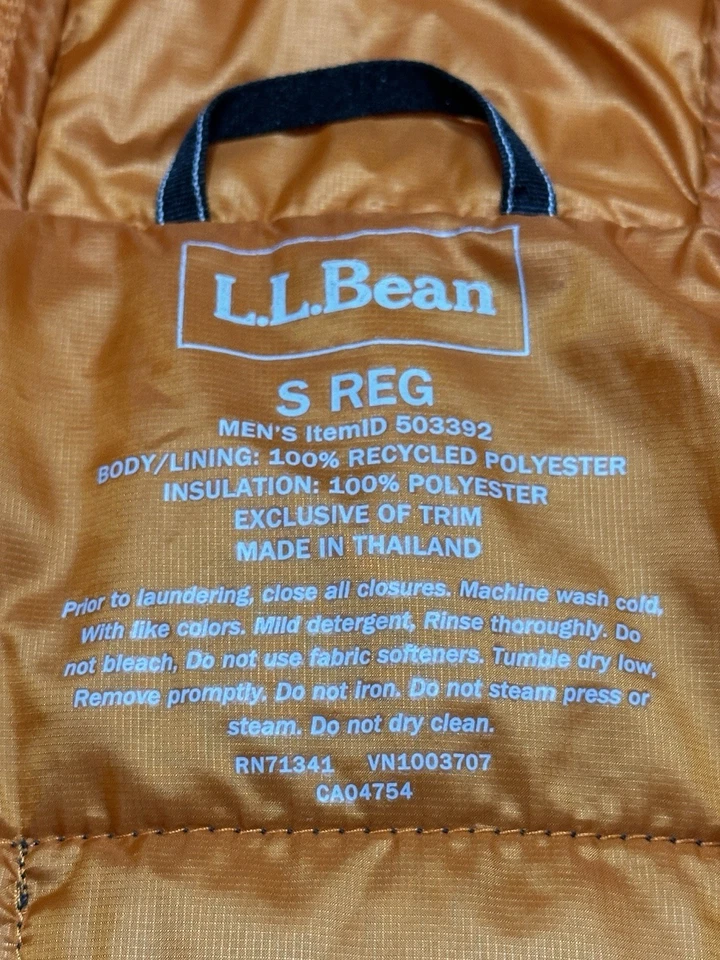 L.L.Bean
S REG
MEN'S ItemID 503392
BODY/LINING: 100% RECYCLED POLYESTER
INSULATION: 100% POLYESTER
EXCLUSIVE OF TRIM
MADE IN THAILAND
Prior to laundering, close all closures. Machine wash cold,
With like colors. Mild detergent, Rinse thoroughly. Do
not bleach, Do not use fabric softeners. Tumble dry low,
Remove promptly. Do not iron. Do not steam press or
steam. Do not dry clean.
RN71341 VN1003707
CA04754